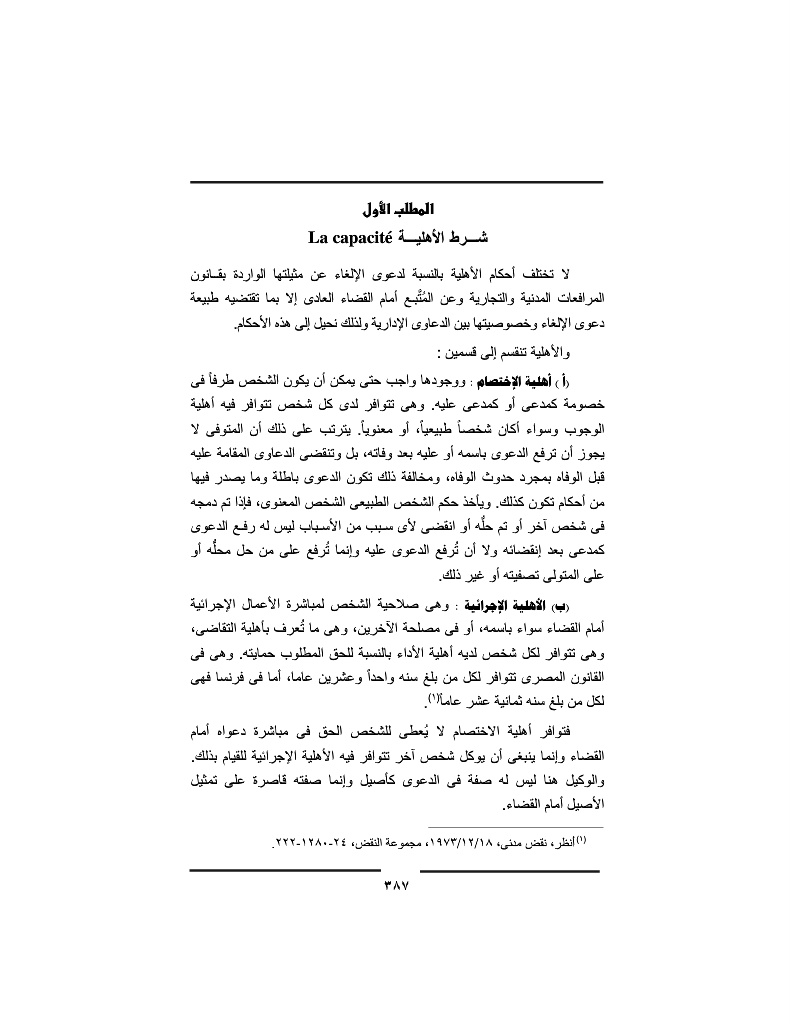 المطلب الأول
شـــرط الأهليـــة La capacité
لا تختلف أحكام الأهلية بالنسبة لدعوى الإلغاء عن مثيلتها الواردة بقـانون
المرافعات المدنية والتجارية وعن المُتَّبـع أمام القضاء العادى إلا بما تقتضيه طبيعة
دعوى الإلغاء وخصوصيتها بين الدعاوى الإدارية ولذلك نحيل إلى هذه الأحكام.
والأهلية تنقسم إلى قسمين :
(أ) أهلية الإختصام : ووجودها واجب حتى يمكن أن يكون الشخص طرفاً فى
خصومة كمدعى أو كمدعى عليه. وهى تتوافر لدى كل شخص تتوافر فيه أهلية
الوجوب وسواء أكان شخصاً طبيعياً، أو معنوياً. يترتب على ذلك أن المتوفى لا
يجوز أن ترفع الدعوى باسمه أو عليه بعد وفاته، بل وتنقضى الدعاوى المقامة عليه
قبل الوفاه بمجرد حدوث الوفاه، ومخالفة ذلك تكون الدعوى باطلة وما يصدر فيها
من أحكام تكون كذلك. ويأخذ حكم الشخص الطبيعى الشخص المعنوى، فإذا تم دمجه
فى شخص آخر أو تم حلَّه أو انقضى لأى سبب من الأسباب ليس له رفـع الدعوى
كمدعى بعد إنقضائه ولا أن تُرفع الدعوى عليه وإنما تُرفع على من حل محلُّه أو
على المتولى تصفيته أو غير ذلك.
(ب) الأهلية الإجرائية : وهى صلاحية الشخص لمباشرة الأعمال الإجرائية
أمام القضاء سواء باسمه، أو فى مصلحة الآخرين، وهى ما تُعرف بأهلية التقاضى،
وهى تتوافر لكل شخص لديه أهلية الأداء بالنسبة للحق المطلوب حمايته. وهى فى
القانون المصرى تتوافر لكل من بلغ سنه واحداً وعشرين عاما، أما فى فرنسا فهى
لكل من بلغ سنه ثمانية عشر عاماً(١).
فتوافر أهلية الاختصام لا يُعطى للشخص الحق فى مباشرة دعواه أمام
القضاء وإنما ينبغى أن يوكل شخص آخر تتوافر فيه الأهلية الإجرائية للقيام بذلك.
والوكيل هنا ليس له صفة فى الدعوى كأصيل وإنما صفته قاصرة على تمثيل
الأصيل أمام القضاء.
(١) أنظر، نقض مدنى، ١٩٧٣/١٢/١٨، مجموعة النقض، ٢٤-١٢٨٠-٢٢٢.
٣٨٧